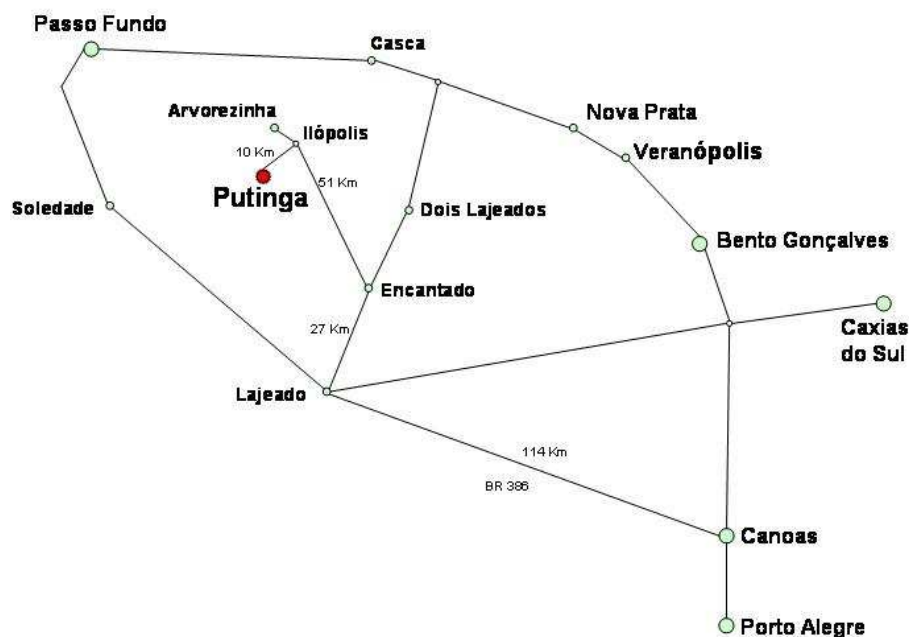 Passo Fundo
Casca
Arvorezinha
Nova Prata
Ilópolis
10 Km
Veranópolis
51 Km
Putinga
Soledade
Dois Lajeados
Bento Gonçalves
Encantado
27 Km
Caxias
do Sul
Lajeado
114 Km
BR 386
Canoas
Porto Alegre